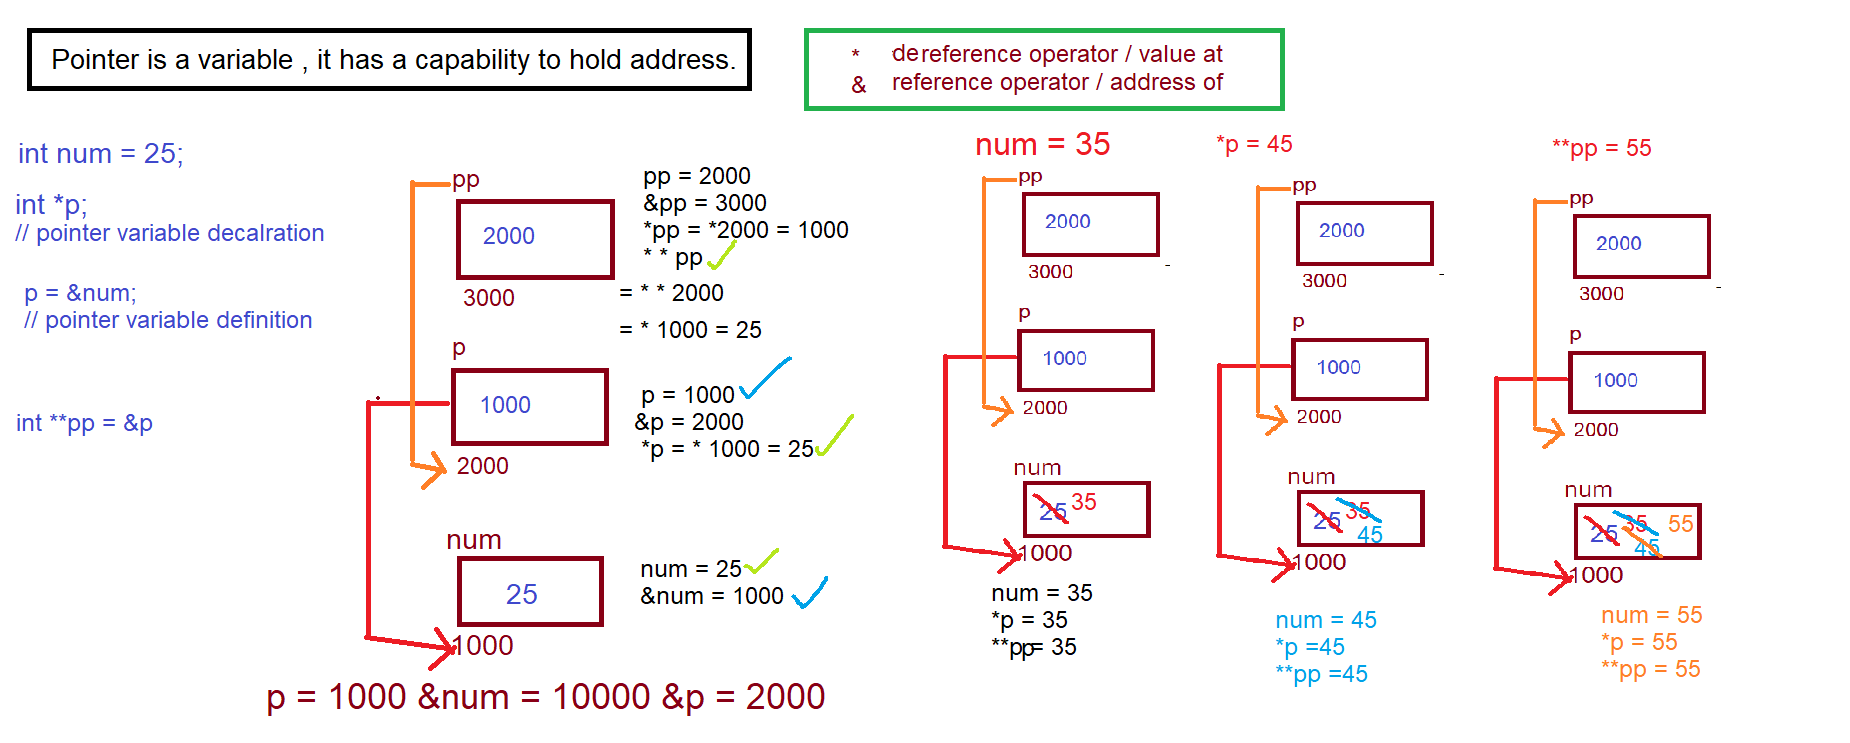 Pointer is a variable , it has a capability to hold address.
* dereference operator / value at
& reference operator / address of
int num = 25;
int *p;
// pointer variable decalration
p = &num;
// pointer variable definition
int **pp = &p
pp
2000
3000
p
1000
2000
num
25
1000
pp = 2000
&pp = 3000
*pp = *2000 = 1000
* * pp
= * * 2000
= * 1000 = 25
p = 1000
&p = 2000
*p = * 1000 = 25
num = 25
&num = 1000
p = 1000 &num = 10000 &p = 2000
num = 35
pp
2000
3000
p
1000
2000
num
25 35
1000
num = 35
*p = 35
**pp= 35
*p = 45
pp
2000
3000
p
1000
2000
num
25 35
45
1000
num = 45
*p =45
**pp =45
**pp = 55
pp
2000
3000
p
1000
2000
num
25 35 55
45
1000
num = 55
*p = 55
**pp = 55